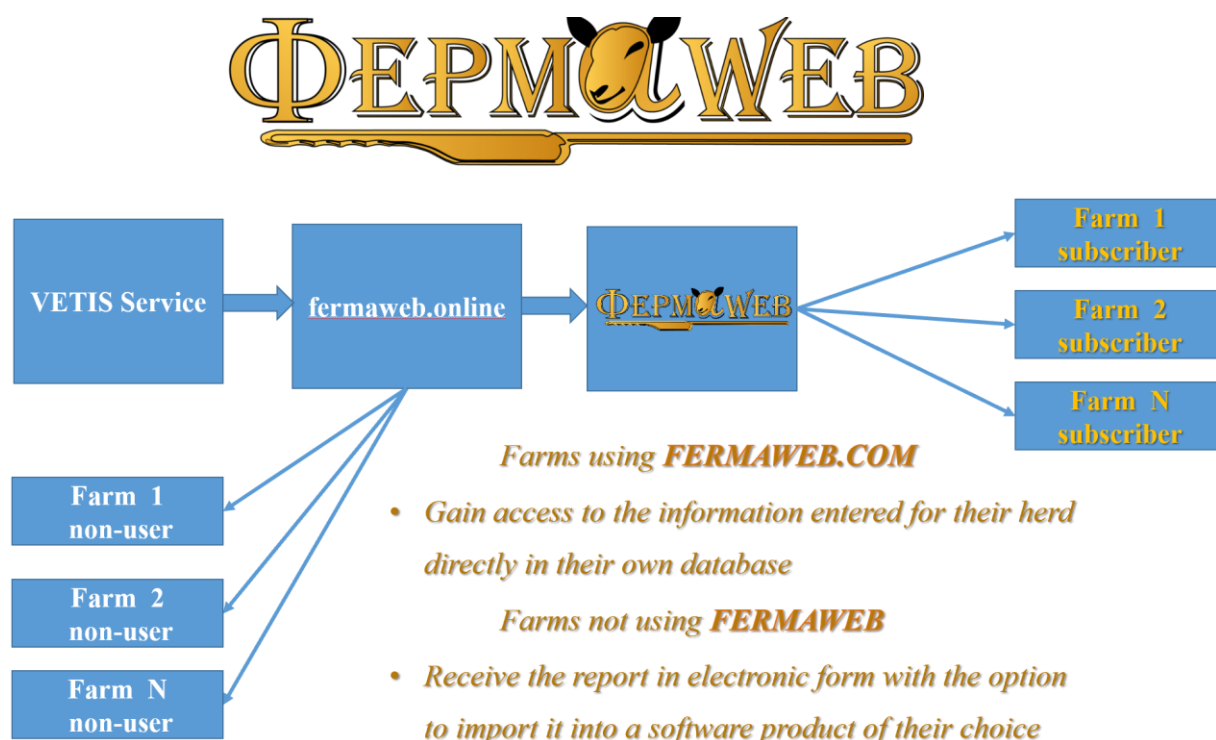 ФЕРМАWEB
VETIS Service
fermaweb.online
ФЕРМАWEB
Farm 1
subscriber
Farm 2
subscriber
Farm N
subscriber
Farm 1
non-user
Farm 2
non-user
Farm N
non-user
Farms using FERMAWEB.COM
• Gain access to the information entered for their herd
directly in their own database
Farms not using FERMAWEB
• Receive the report in electronic form with the option
to import it into a software product of their choice